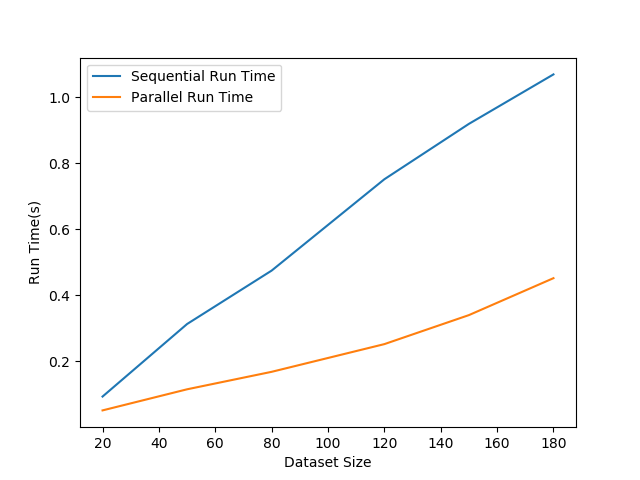 Sequential Run Time
Parallel Run Time
1.0
0.8
0.6
0.4
0.2
Run Time(s)
20 40 60 80 100 120 140 160 180
Dataset Size